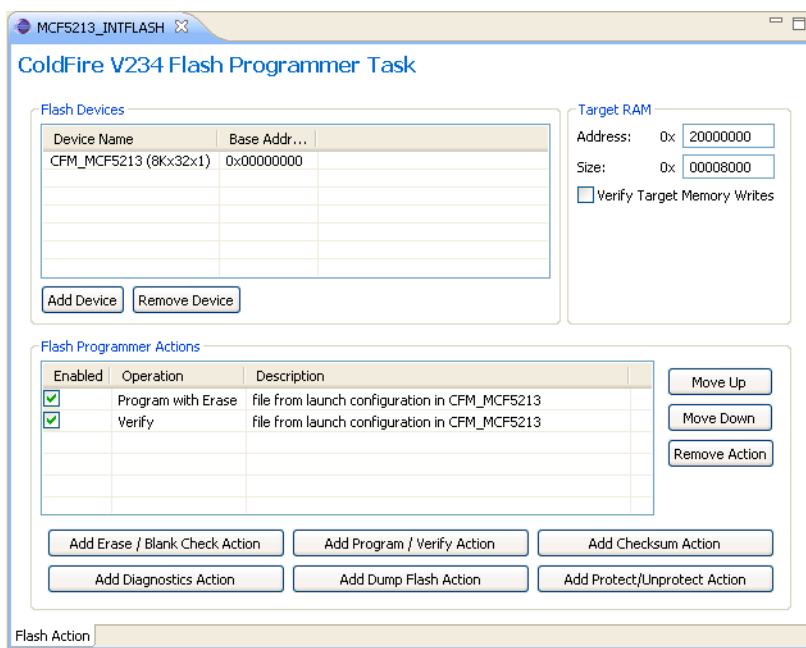 MCF5213_INTFLASH
ColdFire V234 Flash Programmer Task
Flash Devices
Device Name Base Addr...
CFM_MCF5213 (8Kx32x1) 0x00000000
Add Device Remove Device
Target RAM
Address: 0x 20000000
Size: 0x 00008000
Verify Target Memory Writes
Flash Programmer Actions
Enabled Operation Description
Program with Erase file from launch configuration in CFM_MCF5213
Verify file from launch configuration in CFM_MCF5213
Move Up
Move Down
Remove Action
Add Erase / Blank Check Action Add Program / Verify Action Add Checksum Action
Add Diagnostics Action Add Dump Flash Action Add Protect/Unprotect Action
Flash Action